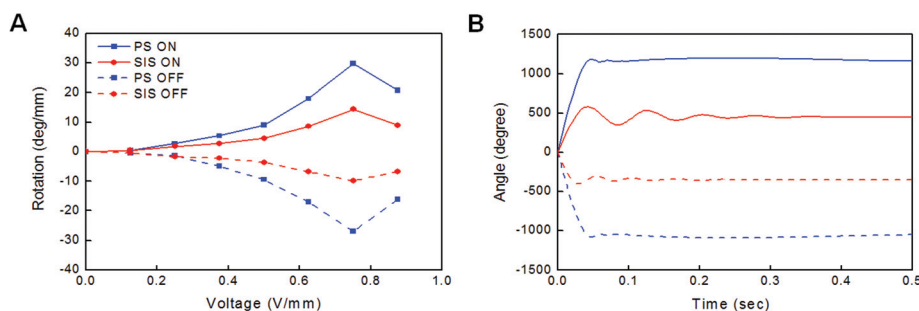 A
PS ON
SIS ON
PS OFF
SIS OFF
Rotation (deg/mm)
40
30
20
10
0
-10
-20
-30
-40
0.0 0.2 0.4 0.6 0.8 1.0
Voltage (V/mm)
B
Angle (degree)
1500
1000
500
0
-500
-1000
-1500
0.0 0.1 0.2 0.3 0.4 0.5
Time (sec)